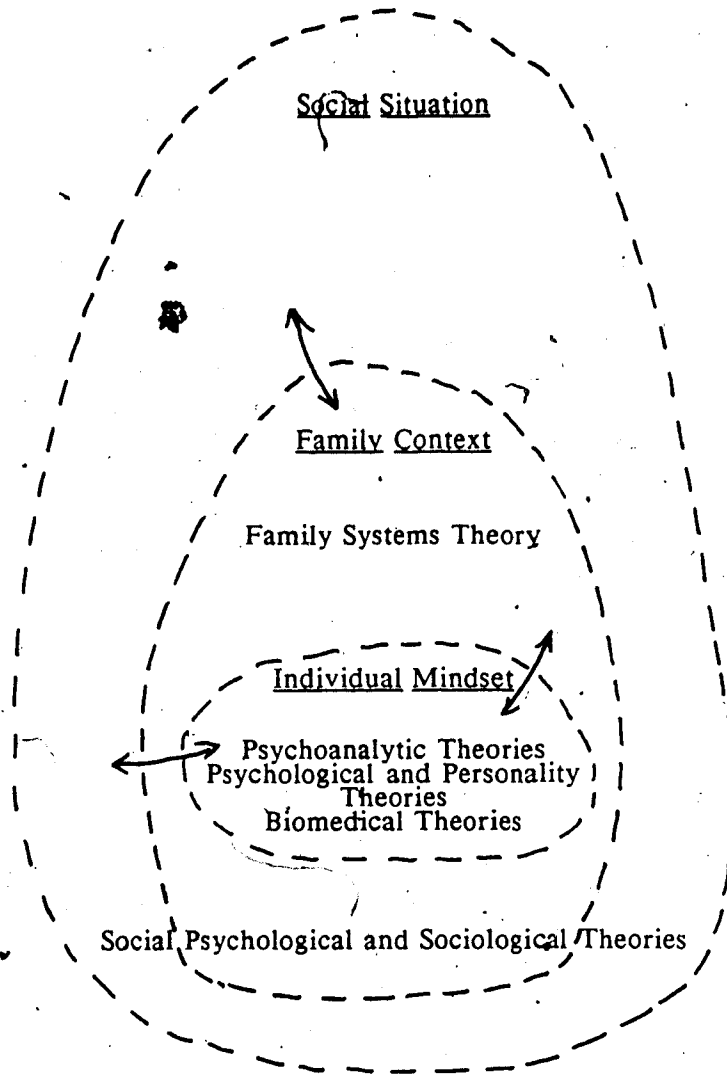 Social Situation
Family Context
Family Systems Theory
Individual Mindset
Psychoanalytic Theories
Psychological and Personality
Theories
Biomedical Theories
Social Psychological and Sociological Theories